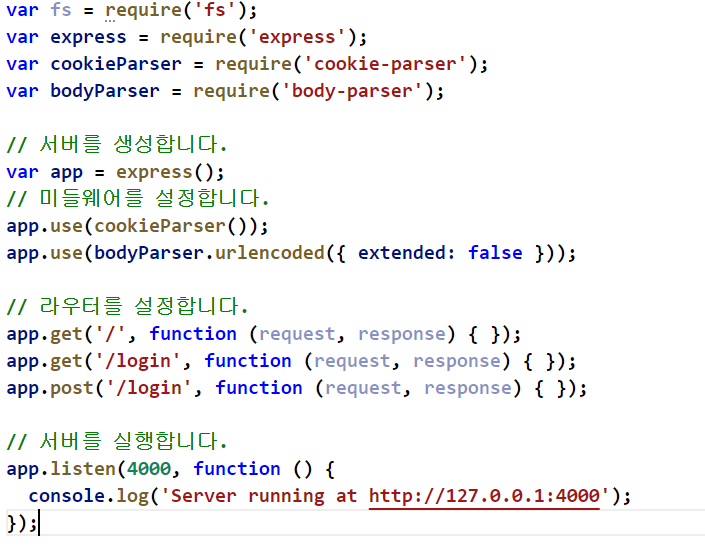 var fs = require('fs');
var express = require('express');
var cookieParser = require('cookie-parser');
var bodyParser = require('body-parser');

// 서버를 생성합니다.
var app = express();
// 미들웨어를 설정합니다.
app.use(cookieParser());
app.use(bodyParser.urlencoded({ extended: false }));

// 라우터를 설정합니다.
app.get('/', function (request, response) { });
app.get('/login', function (request, response) { });
app.post('/login', function (request, response) { });

// 서버를 실행합니다.
app.listen(4000, function () {
  console.log('Server running at http://127.0.0.1:4000');
});